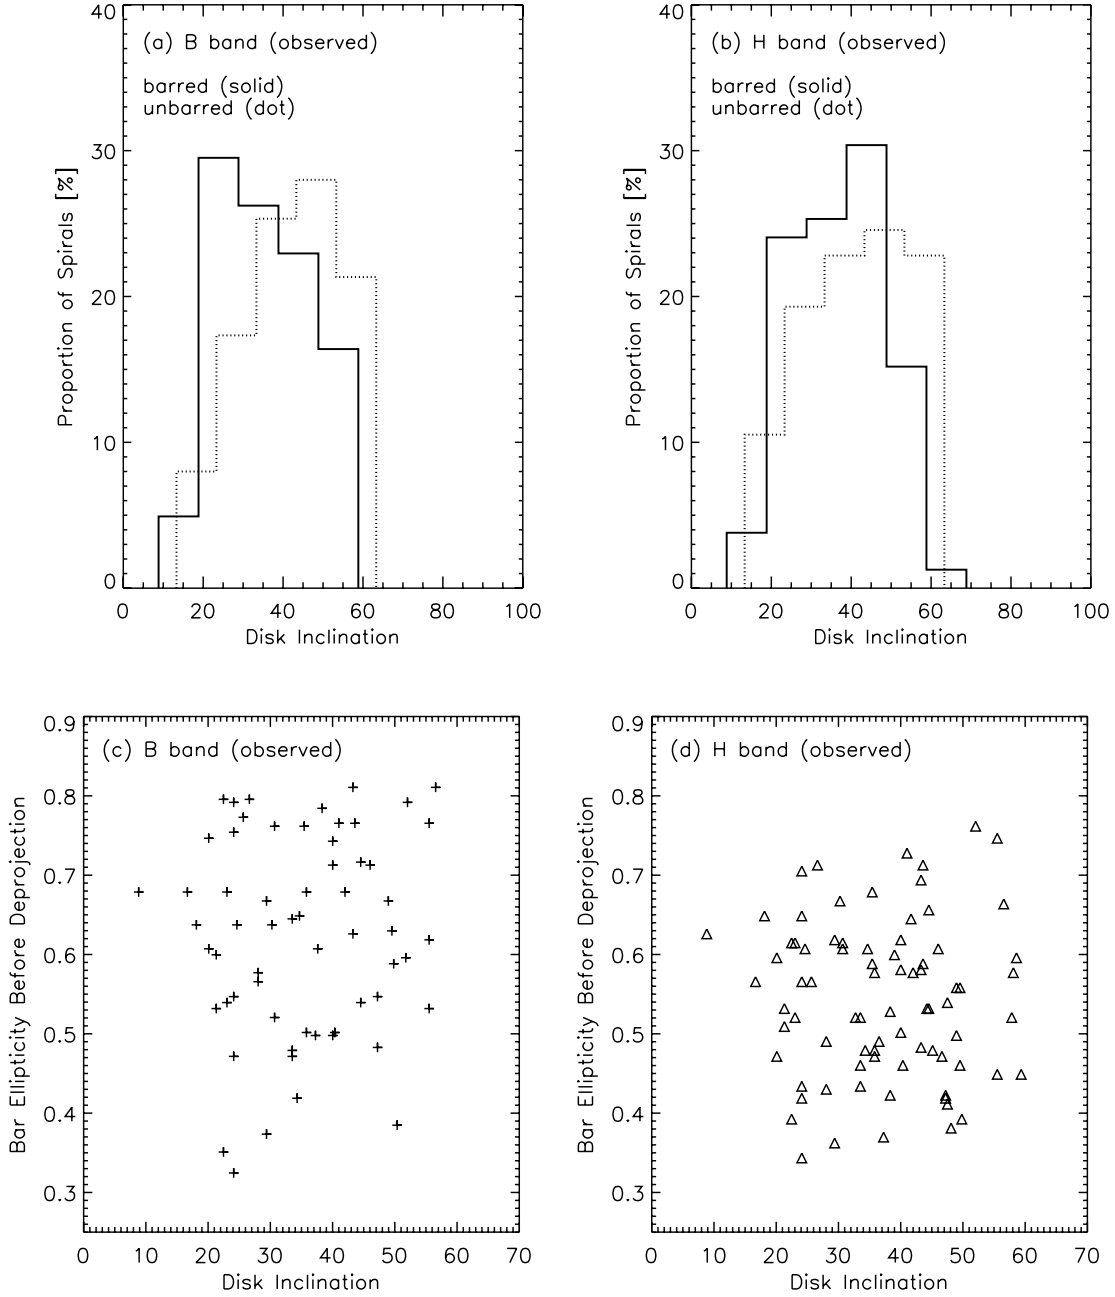 40
(a) B band (observed)
barred (solid)
unbarred (dot)
30
20
10
0
Proportion of Spirals [%]
0 20 40 60 80 100
Disk Inclination
40
(b) H band (observed)
barred (solid)
unbarred (dot)
30
20
10
0
Proportion of Spirals [%]
0 20 40 60 80 100
Disk Inclination
0.9
(c) B band (observed)
0.8
0.7
0.6
0.5
0.4
0.3
Bar Ellipticity Before Deprojection
0 10 20 30 40 50 60 70
Disk Inclination
0.9
(d) H band (observed)
0.8
0.7
0.6
0.5
0.4
0.3
Bar Ellipticity Before Deprojection
0 10 20 30 40 50 60 70
Disk Inclination